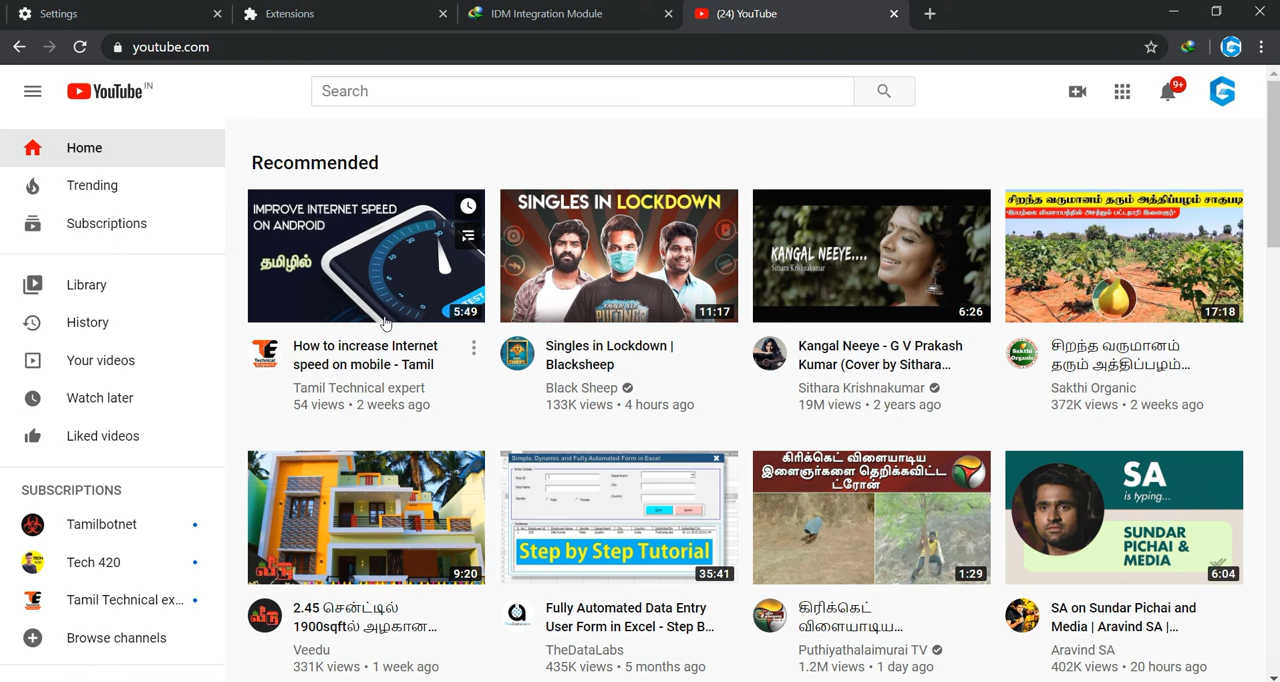 Settings
Extensions
IDM Integration Module
(24) YouTube
youtube.com
YouTube IN
Search
9+
Home
Trending
Subscriptions
Library
History
Your videos
Watch later
Liked videos
SUBSCRIPTIONS
Tamilbotnet
Tech 420
Tamil Technical ex...
Browse channels
Recommended
IMPROVE INTERNET SPEED
ON ANDROID
தமிழில்
5:49
How to increase Internet
speed on mobile - Tamil
Tamil Technical expert
54 views • 2 weeks ago
SINGLES IN LOCKDOWN
11:17
Singles in Lockdown |
Blacksheep
Black Sheep
133K views • 4 hours ago
KANGAL NEEYE....
Sithara Krishnakumar
6:26
Kangal Neeye - G V Prakash
Kumar (Cover by Sithara...
Sithara Krishnakumar
19M views • 2 years ago
சிறந்த வருமானம் தரும் அத்திப்பழம் சாகுபடி
17:18
சிறந்த வருமானம்
தரும் அத்திப்பழம்...
Sakthi Organic
372K views • 2 weeks ago
வீடு
9:20
2.45 சென்ட்டில்
1900sqftல் அழகான...
Veedu
331K views • 1 week ago
Simple, Dynamic and Fully Automated Form in Excel
Step by Step Tutorial
35:41
Fully Automated Data Entry
User Form in Excel - Step B...
TheDataLabs
435K views • 5 months ago
கிரிக்கெட் விளையாடிய
இளைஞர்களை தெறிக்கவிட்ட
ட்ரோன்
1:29
கிரிக்கெட்
விளையாடிய...
Puthiyathalaimurai TV
1.2M views • 1 day ago
SA
is typing...
SUNDAR
PICHAI &
MEDIA
6:04
SA on Sundar Pichai and
Media | Aravind SA |...
Aravind SA
402K views • 20 hours ago